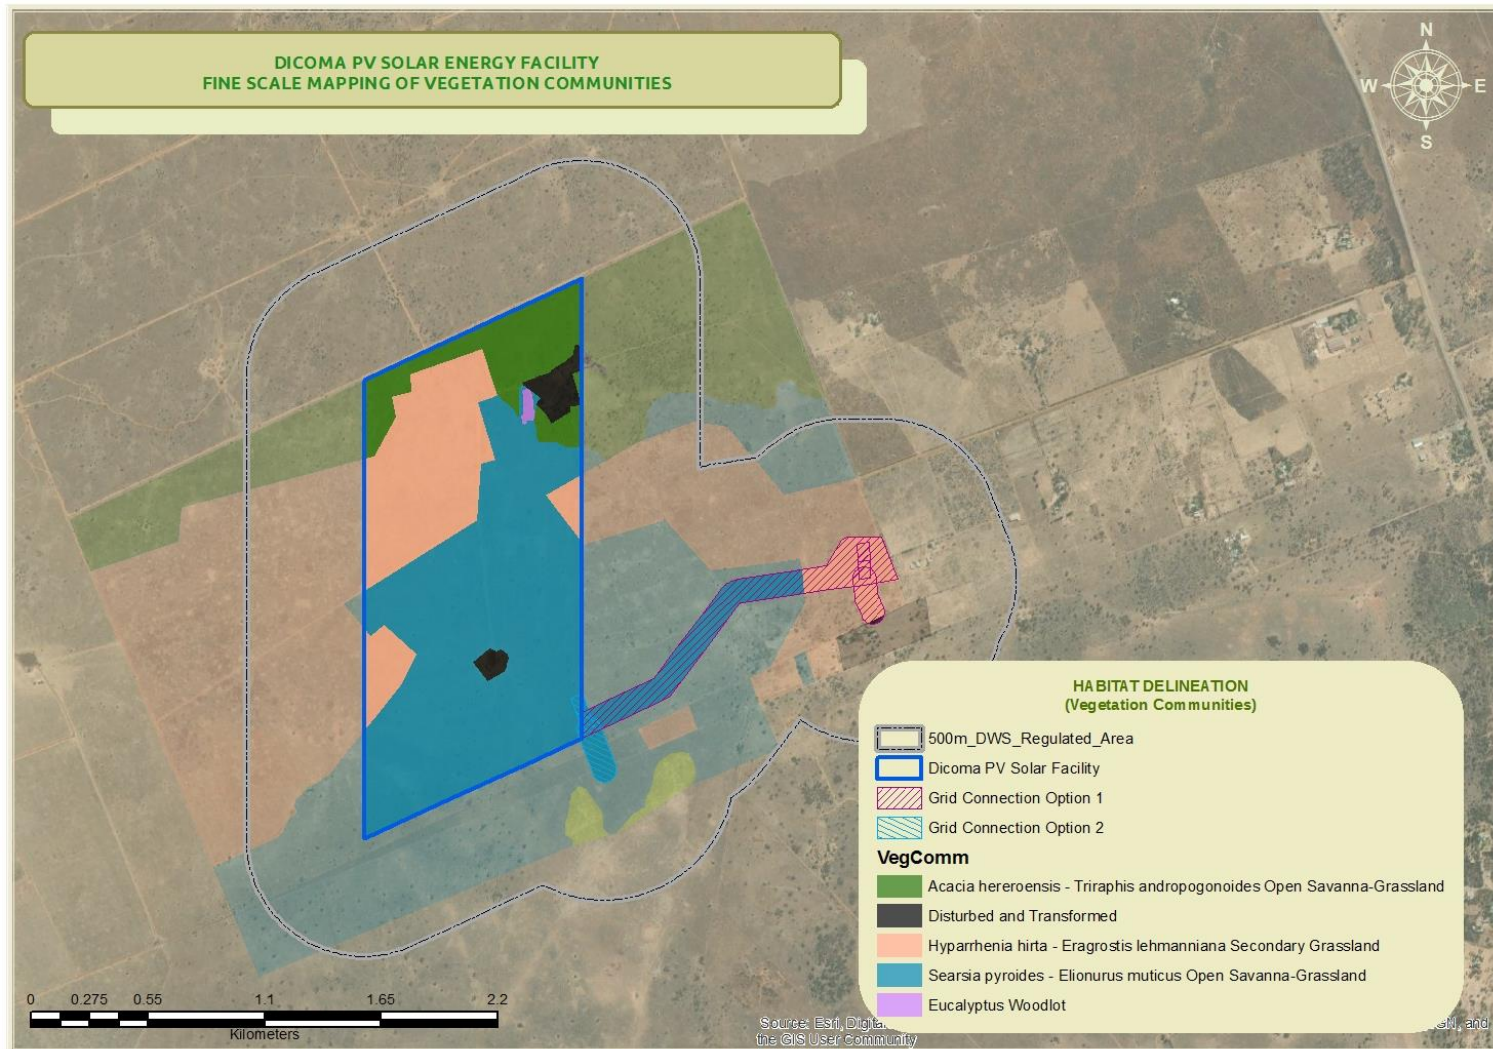 DICOMA PV SOLAR ENERGY FACILITY
FINE SCALE MAPPING OF VEGETATION COMMUNITIES
N
W
E
S
HABITAT DELINEATION
(Vegetation Communities)
500m_DWS_Regulated_Area
Dicoma PV Solar Facility
Grid Connection Option 1
Grid Connection Option 2
VegComm
Acacia hereroensis - Triraphis andropogonoides Open Savanna-Grassland
Disturbed and Transformed
Hyparrhenia hirta - Eragrostis lehmanniana Secondary Grassland
Searsia pyroides - Elionurus muticus Open Savanna-Grassland
Eucalyptus Woodlot
0 0.275 0.55 1.1 1.65 2.2
Kilometers
Source: Esri, and
the GIS User Community